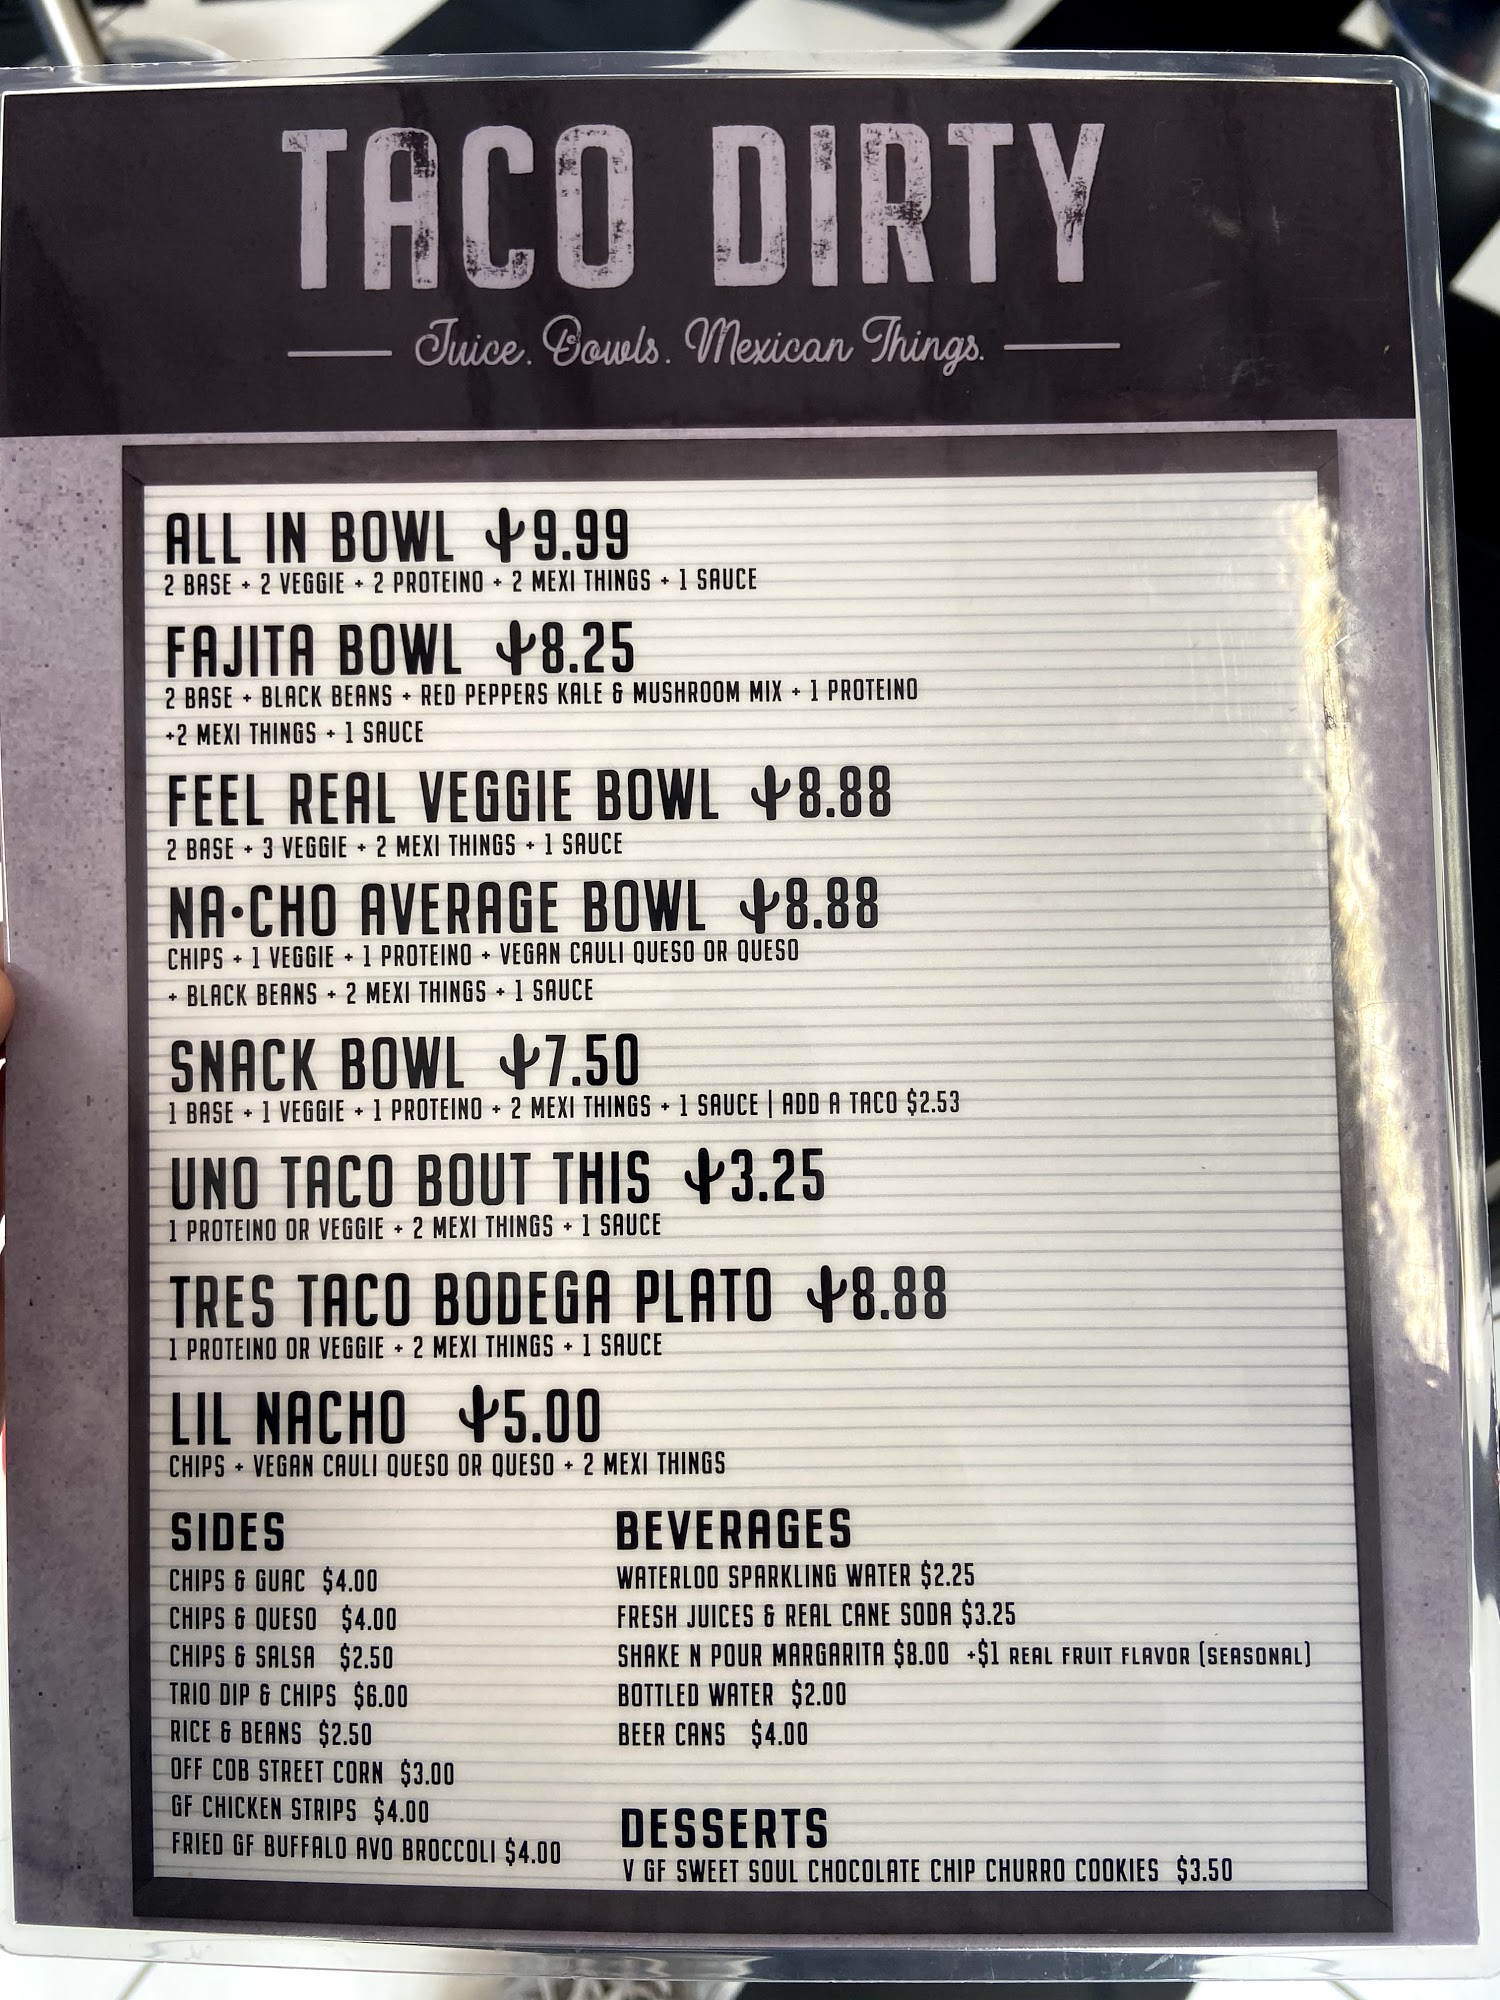 TACO DIRTY
Juice. Bowls. Mexican Things.
ALL IN BOWL 9.99
2 BASE + 2 VEGGIE + 2 PROTEINO + 2 MEXI THINGS + 1 SAUCE
FAJITA BOWL 8.25
2 BASE + BLACK BEANS + RED PEPPERS KALE & MUSHROOM MIX + 1 PROTEINO
+2 MEXI THINGS + 1 SAUCE
FEEL REAL VEGGIE BOWL 8.88
2 BASE + 3 VEGGIE + 2 MEXI THINGS + 1 SAUCE
NA•CHO AVERAGE BOWL 8.88
CHIPS + 1 VEGGIE + 1 PROTEINO + VEGAN CAULI QUESO OR QUESO
+ BLACK BEANS + 2 MEXI THINGS + 1 SAUCE
SNACK BOWL 7.50
1 BASE + 1 VEGGIE + 1 PROTEINO + 2 MEXI THINGS + 1 SAUCE | ADD A TACO $2.53
UNO TACO BOUT THIS 3.25
1 PROTEINO OR VEGGIE + 2 MEXI THINGS + 1 SAUCE
TRES TACO BODEGA PLATO 8.88
1 PROTEINO OR VEGGIE + 2 MEXI THINGS + 1 SAUCE
LIL NACHO 5.00
CHIPS + VEGAN CAULI QUESO OR QUESO + 2 MEXI THINGS
SIDES
CHIPS & GUAC $4.00
CHIPS & QUESO $4.00
CHIPS & SALSA $2.50
TRIO DIP & CHIPS $6.00
RICE & BEANS $2.50
OFF COB STREET CORN $3.00
GF CHICKEN STRIPS $4.00
FRIED GF BUFFALO AVO BROCCOLI $4.00
BEVERAGES
WATERLOO SPARKLING WATER $2.25
FRESH JUICES & REAL CANE SODA $3.25
SHAKE N POUR MARGARITA $8.00 +$1 REAL FRUIT FLAVOR (SEASONAL)
BOTTLED WATER $2.00
BEER CANS $4.00
DESSERTS
V GF SWEET SOUL CHOCOLATE CHIP CHURRO COOKIES $3.50